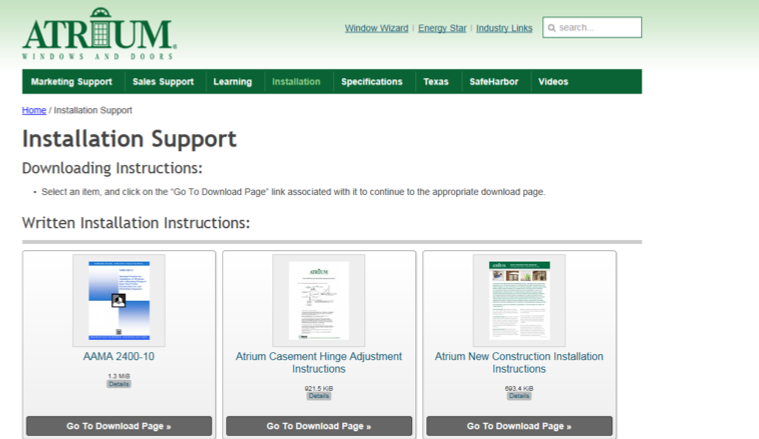 ATRIUM
WINDOWS AND DOORS
Window Wizard | Energy Star | Industry Links
search...
Marketing Support Sales Support Learning Installation Specifications Texas SafeHarbor Videos
Home / Installation Support
Installation Support
Downloading Instructions:
• Select an item, and click on the “Go To Download Page” link associated with it to continue to the appropriate download page.
Written Installation Instructions:
AAMA 2400-10
1.3 MiB
Details
Go To Download Page »
ATRIUM
Atrium Casement Hinge Adjustment
Instructions
921.5 KiB
Details
Go To Download Page »
Atrium New Construction Installation
Instructions
693.4 KiB
Details
Go To Download Page »